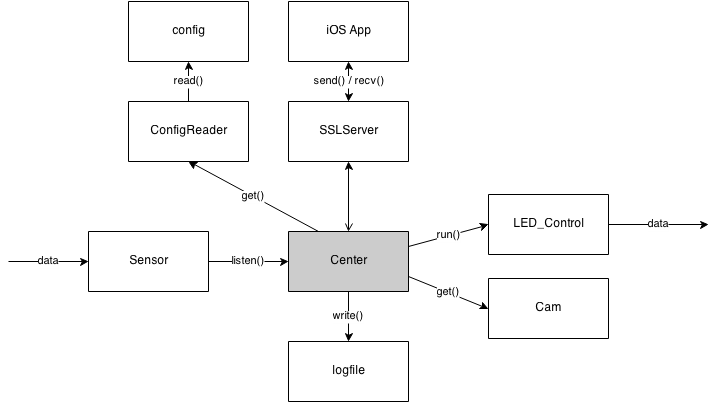 config
iOS App
read()
send() / recv()
ConfigReader
SSLServer
get()
LED_Control
data
run()
data
Sensor
listen()
Center
get()
Cam
write()
logfile